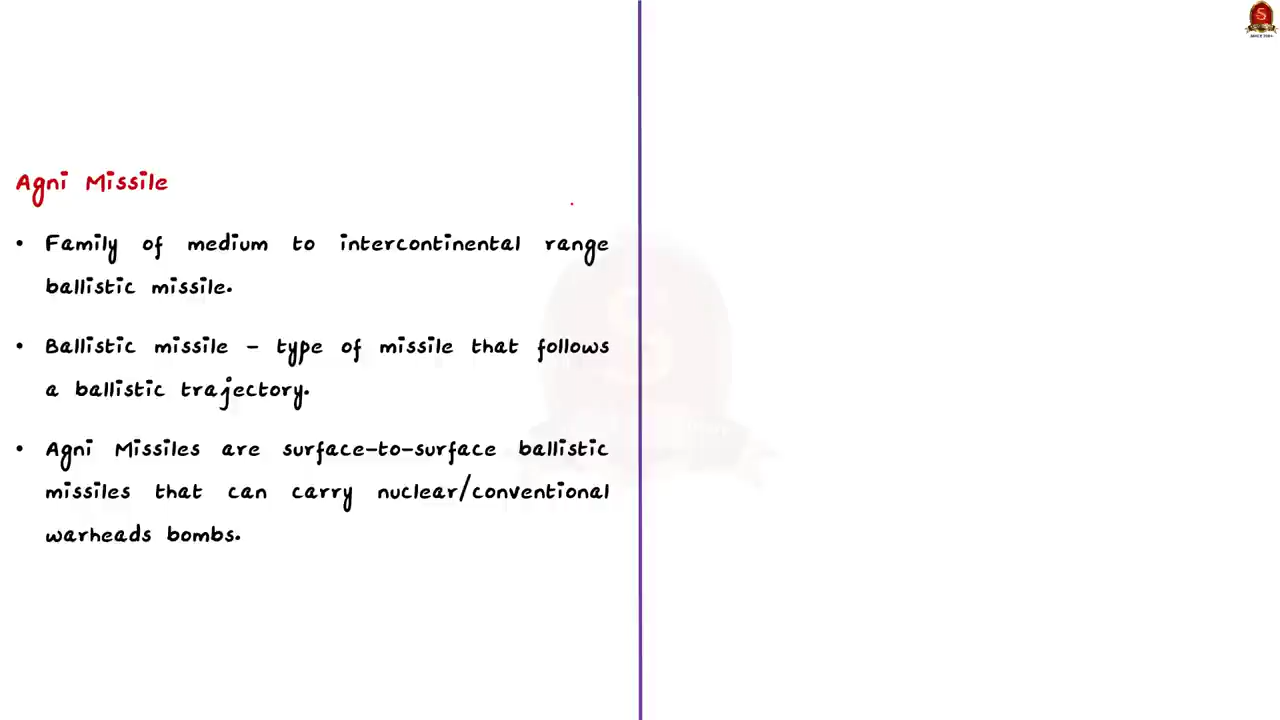 Agni Missile
• Family of medium to intercontinental range
ballistic missile.
• Ballistic missile – type of missile that follows
a ballistic trajectory.
• Agni Missiles are surface-to-surface ballistic
missiles that can carry nuclear/conventional
warheads bombs.